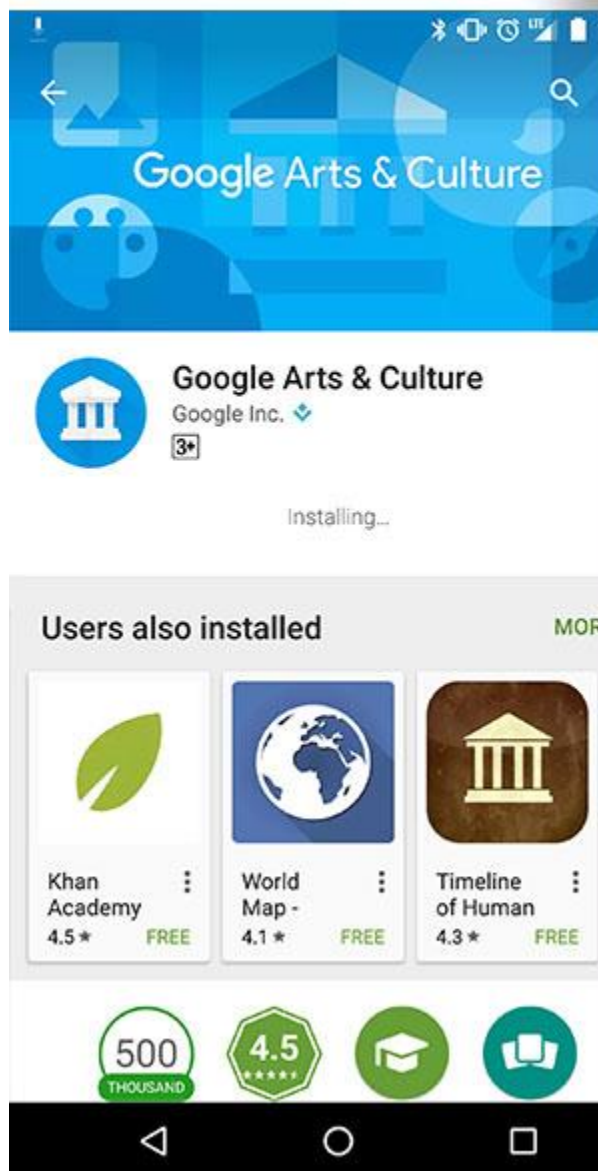 LTE
Google Arts & Culture
Google Arts & Culture
Google Inc.
3+
Installing...
Users also installed
MOR
Khan
Academy
4.5★ FREE
World
Map -
4.1★ FREE
Timeline
of Human
4.3★ FREE
500
THOUSAND
4.5
★★★★★